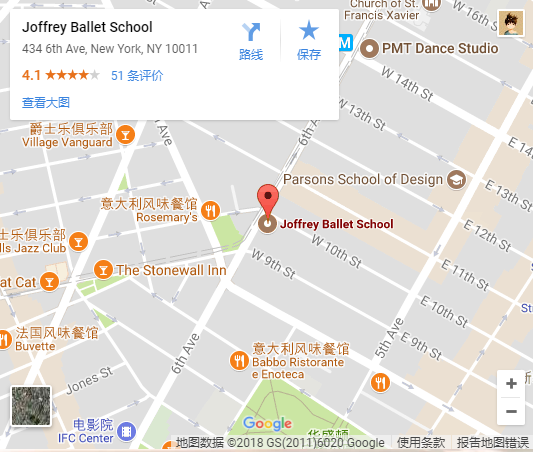 Joffrey Ballet School
434 6th Ave, New York, NY 10011
4.1
51 条评价
查看大图
路线
保存
Church of St.
Francis Xavier
M
PMT Dance Studio
W 14th St
W 13th St
6th A
Ave
爵士乐俱乐部
Village Vanguard
Parsons School of Design
E 13th St
意大利风味餐馆
Rosemary's
Joffrey Ballet School
E 12th St
士乐俱乐部
lls Jazz Club
W 10th St
E 11th St
The Stonewall Inn
W 9th St
at Cat
E 10th St
法国风味餐馆
Buvette
6th Ave
5th Ave
E 9th St
意大利风味餐馆
Babbo Ristorante
e Enoteca
Jones St
电影院
IFC Center
Google
华盛顿
地图数据 ©2018 GS(2011)6020 Google
使用条款
报告地图错误